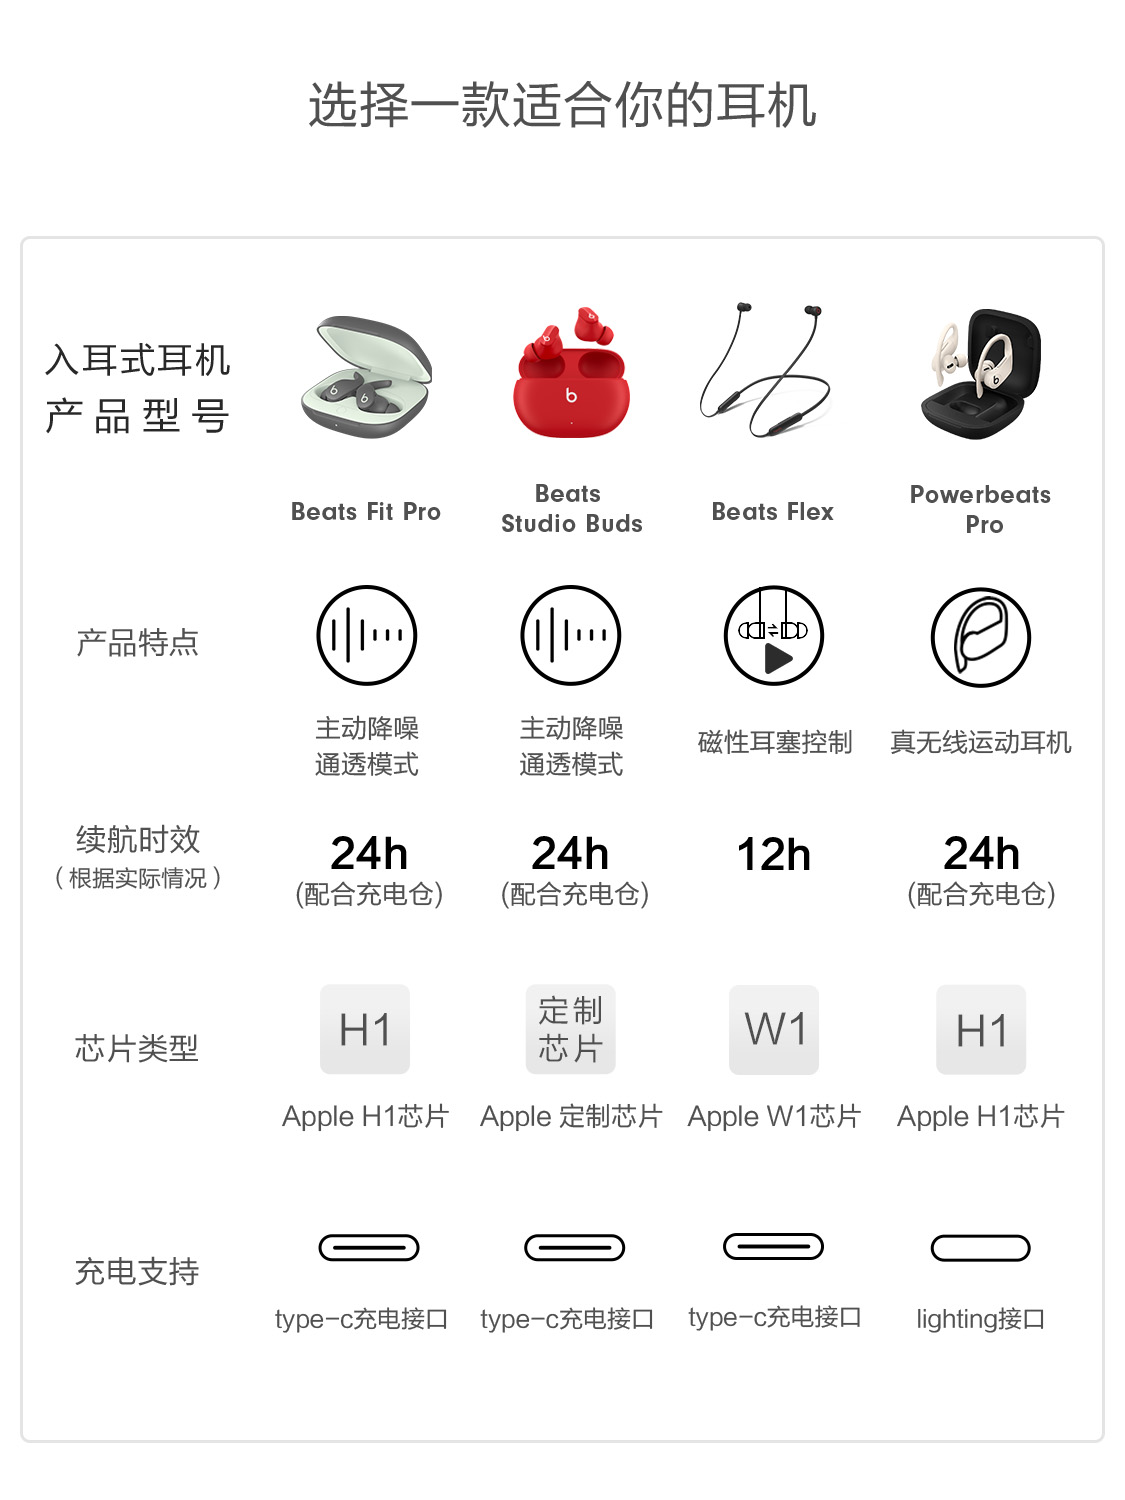 选择一款适合你的耳机
入耳式耳机
产品型号
Beats Fit Pro
Beats
Studio Buds
Beats Flex
Powerbeats
Pro
产品特点
主动降噪
通透模式
主动降噪
通透模式
磁性耳塞控制
真无线运动耳机
续航时效
（根据实际情况）
24h
(配合充电仓)
24h
(配合充电仓)
12h
24h
(配合充电仓)
芯片类型
H1
定制
芯片
W1
H1
Apple H1芯片
Apple 定制芯片
Apple W1芯片
Apple H1芯片
充电支持
type-c充电接口
type-c充电接口
type-c充电接口
lighting接口